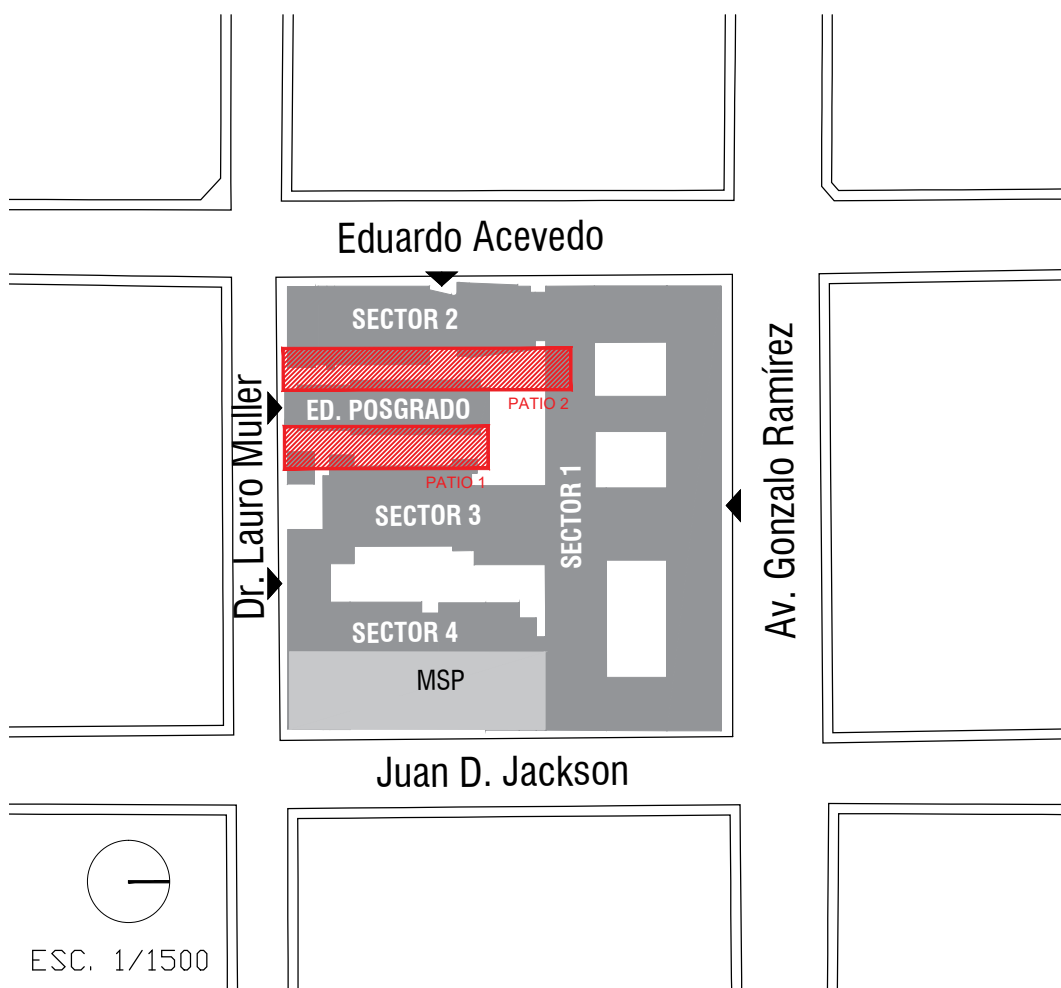 Eduardo Acevedo
SECTOR 2
PATIO 2
ED. POSGRADO
Dr. Lauro Muller
Av. Gonzalo Ramírez
PATIO 1
SECTOR 3
SECTOR 1
SECTOR 4
MSP
Juan D. Jackson
ESC. 1/1500